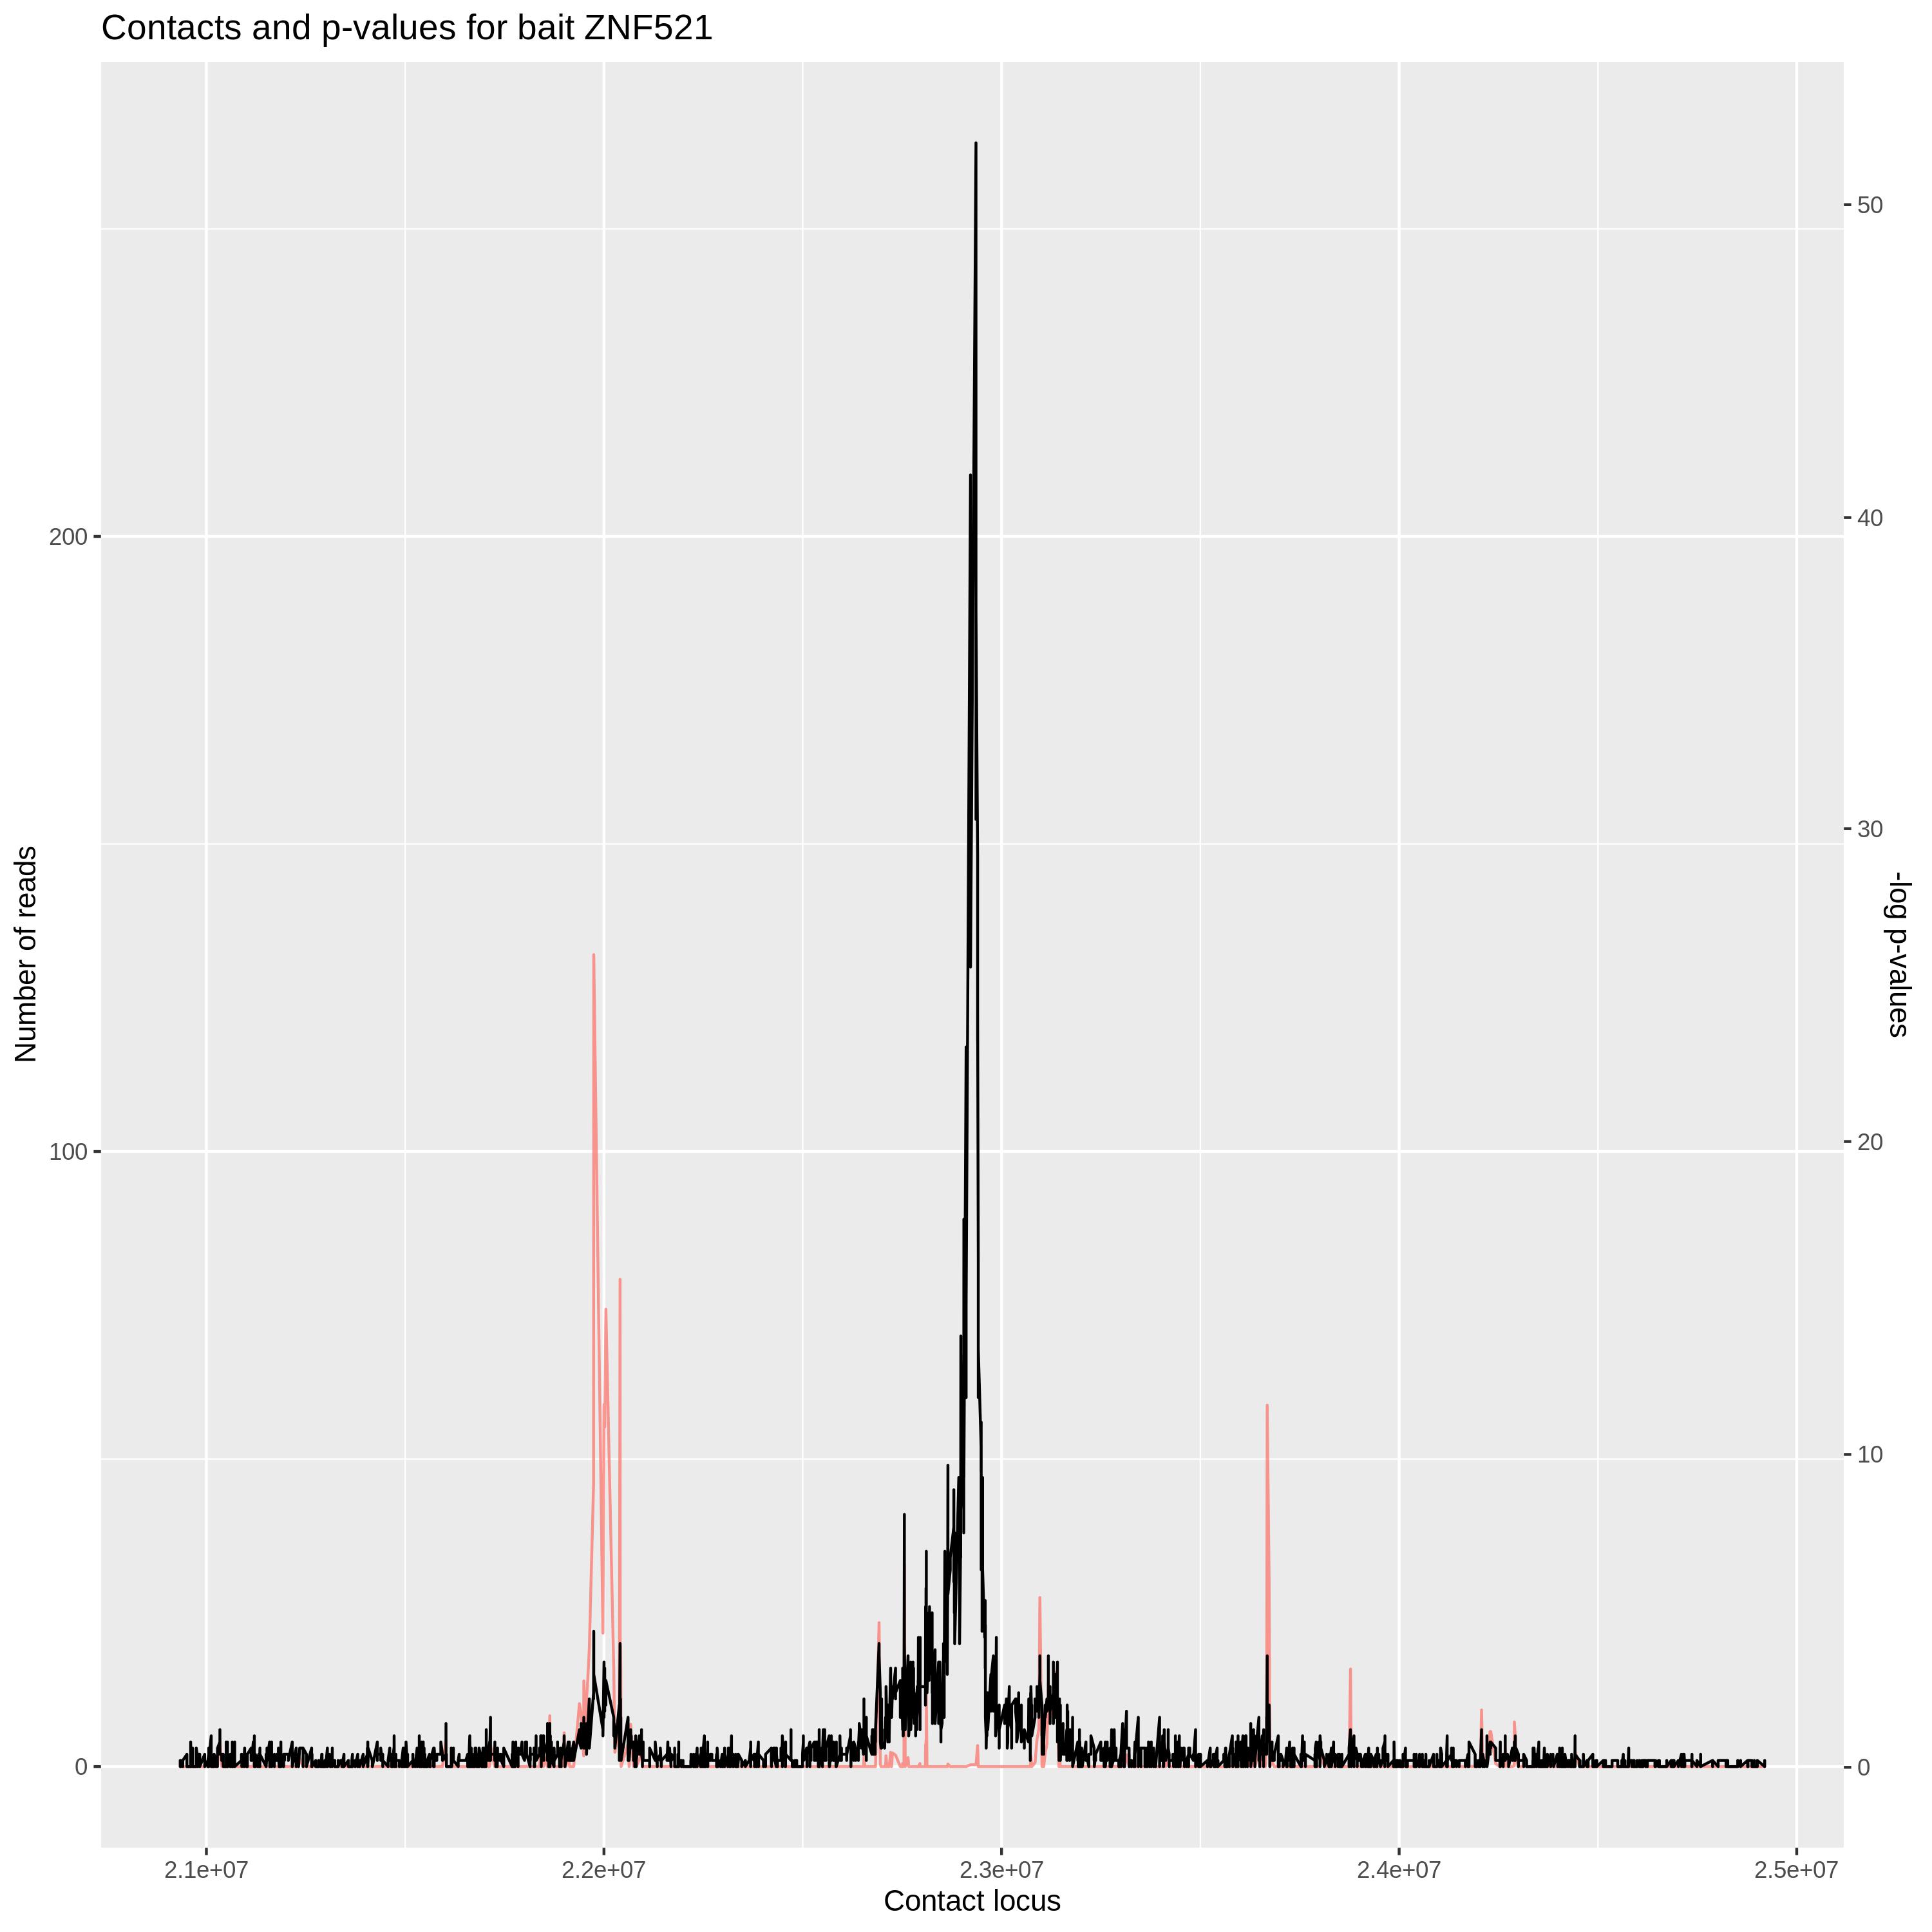 Contacts and p-values for bait ZNF521
Number of reads
200
100
0
50
40
30
20
10
0
-log p-values
2.1e+07 2.2e+07 2.3e+07 2.4e+07 2.5e+07
Contact locus